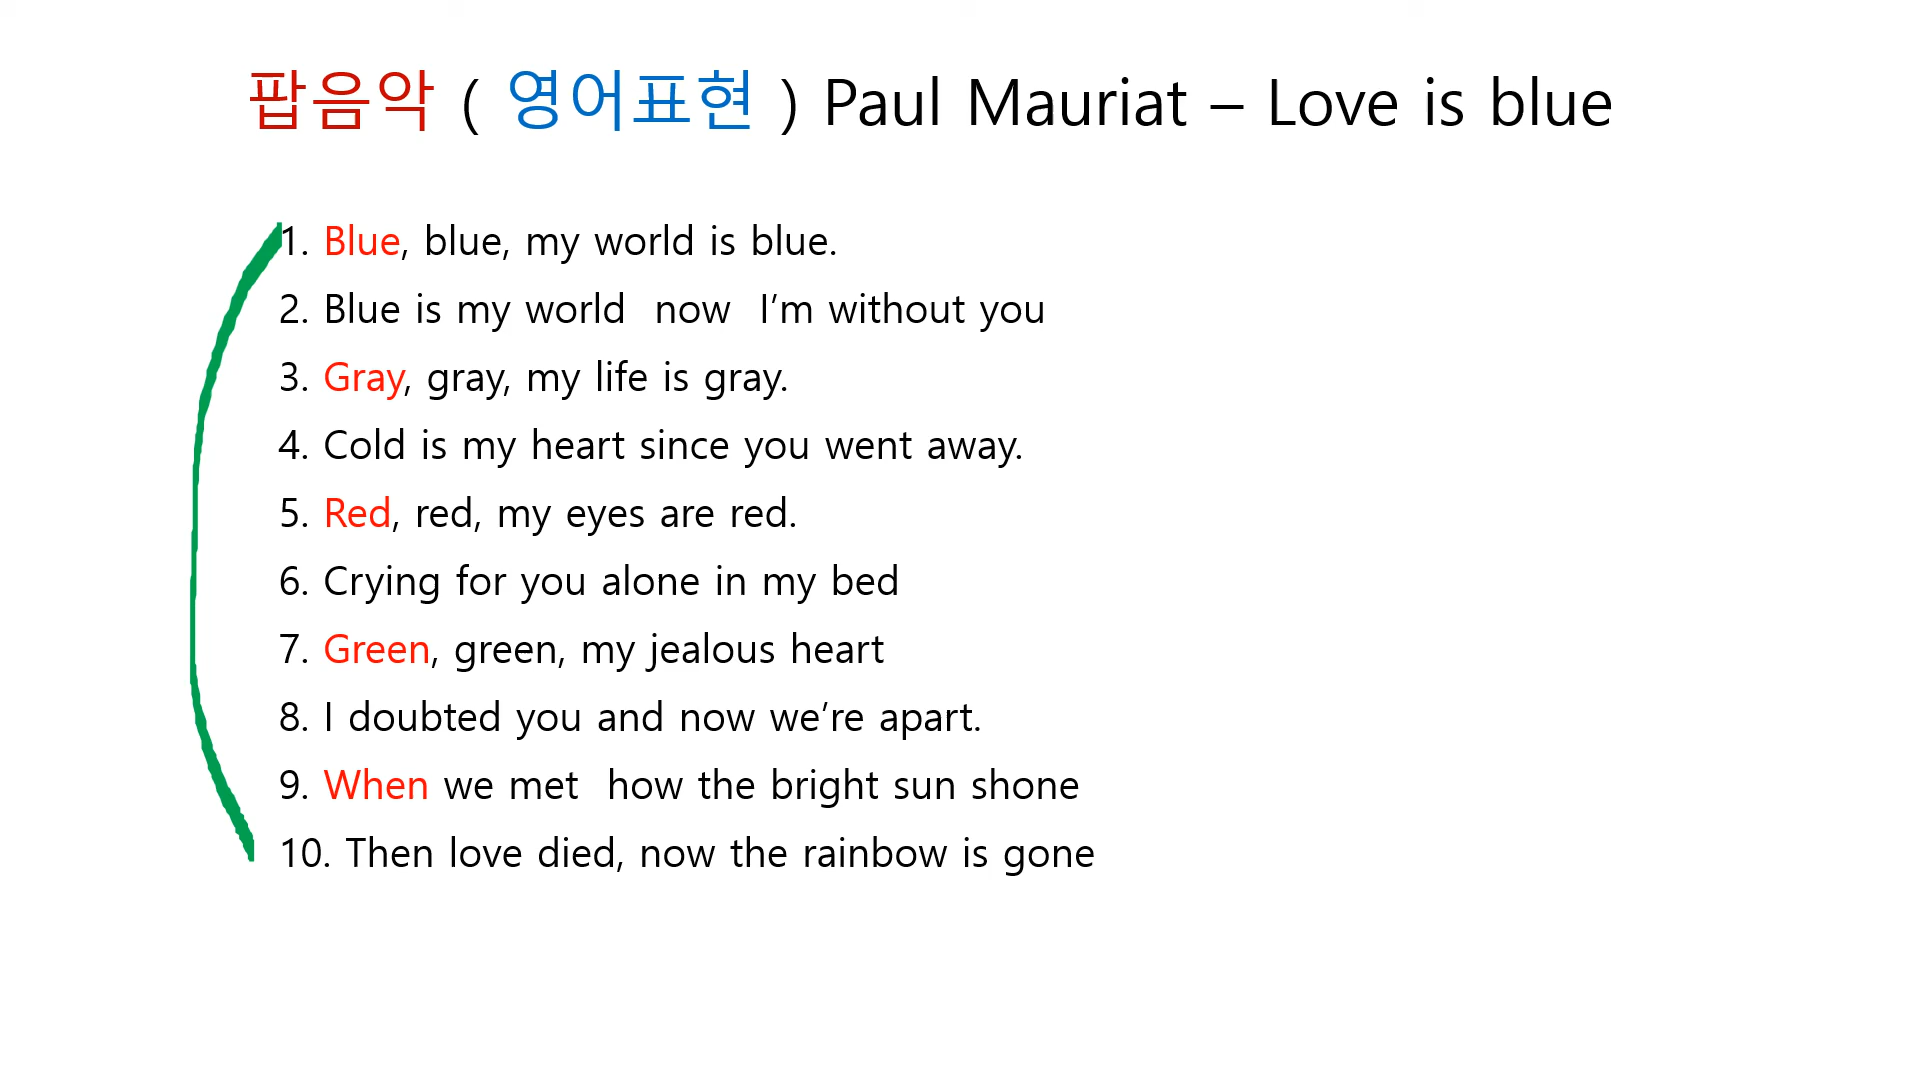 팝음악 ( 영어표현 ) Paul Mauriat – Love is blue
1. Blue, blue, my world is blue.
2. Blue is my world  now  I’m without you
3. Gray, gray, my life is gray.
4. Cold is my heart since you went away.
5. Red, red, my eyes are red.
6. Crying for you alone in my bed
7. Green, green, my jealous heart
8. I doubted you and now we’re apart.
9. When we met  how the bright sun shone
10. Then love died, now the rainbow is gone